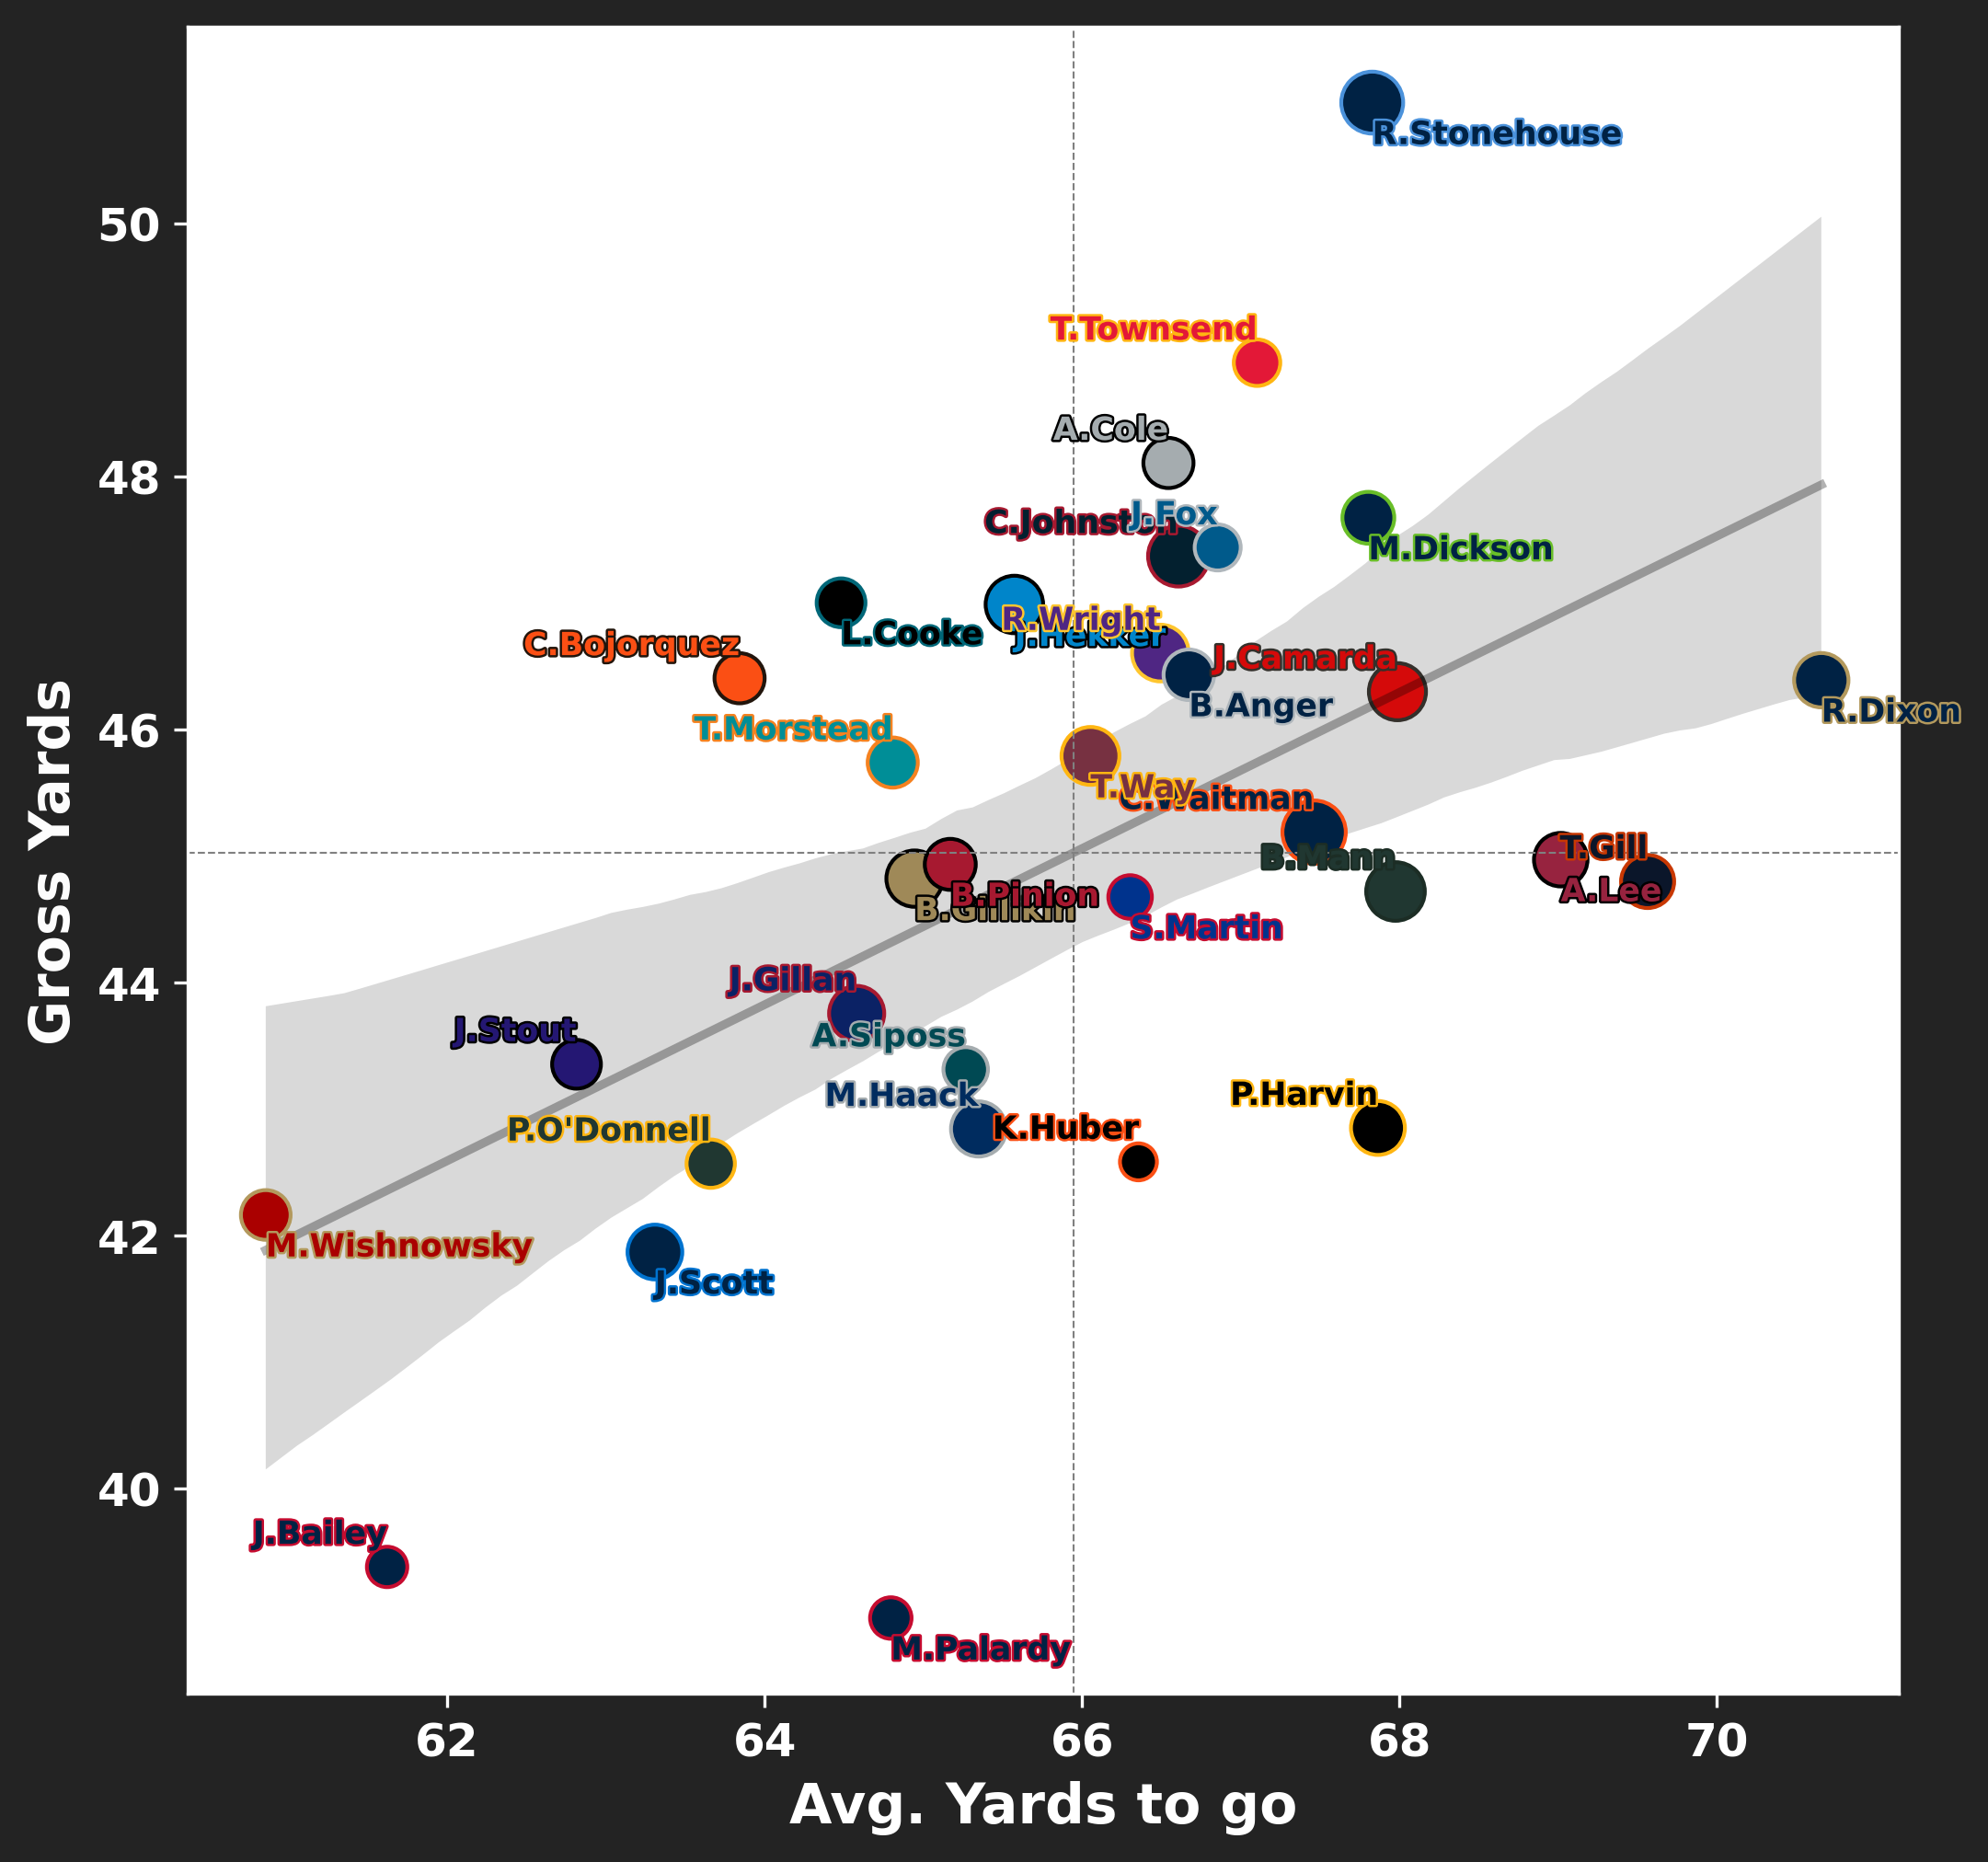 R.Stonehouse
50
T.Townsend
A.Cole
48
J.Fox
C.Johnston
M.Dickson
R.Wright
L.Cooke
J.Hekker
C.Bojorquez
J.Camarda
B.Anger
R.Dixon
T.Morstead
46
T.Way
C.Waitman
T.Gill
B.Mann
A.Lee
B.Pinion
B.Gillikin
S.Martin
44
J.Gillan
J.Stout
A.Siposs
M.Haack
P.Harvin
K.Huber
P.O'Donnell
42
M.Wishnowsky
J.Scott
40
J.Bailey
M.Palardy
Gross Yards
62 64 66 68 70
Avg. Yards to go